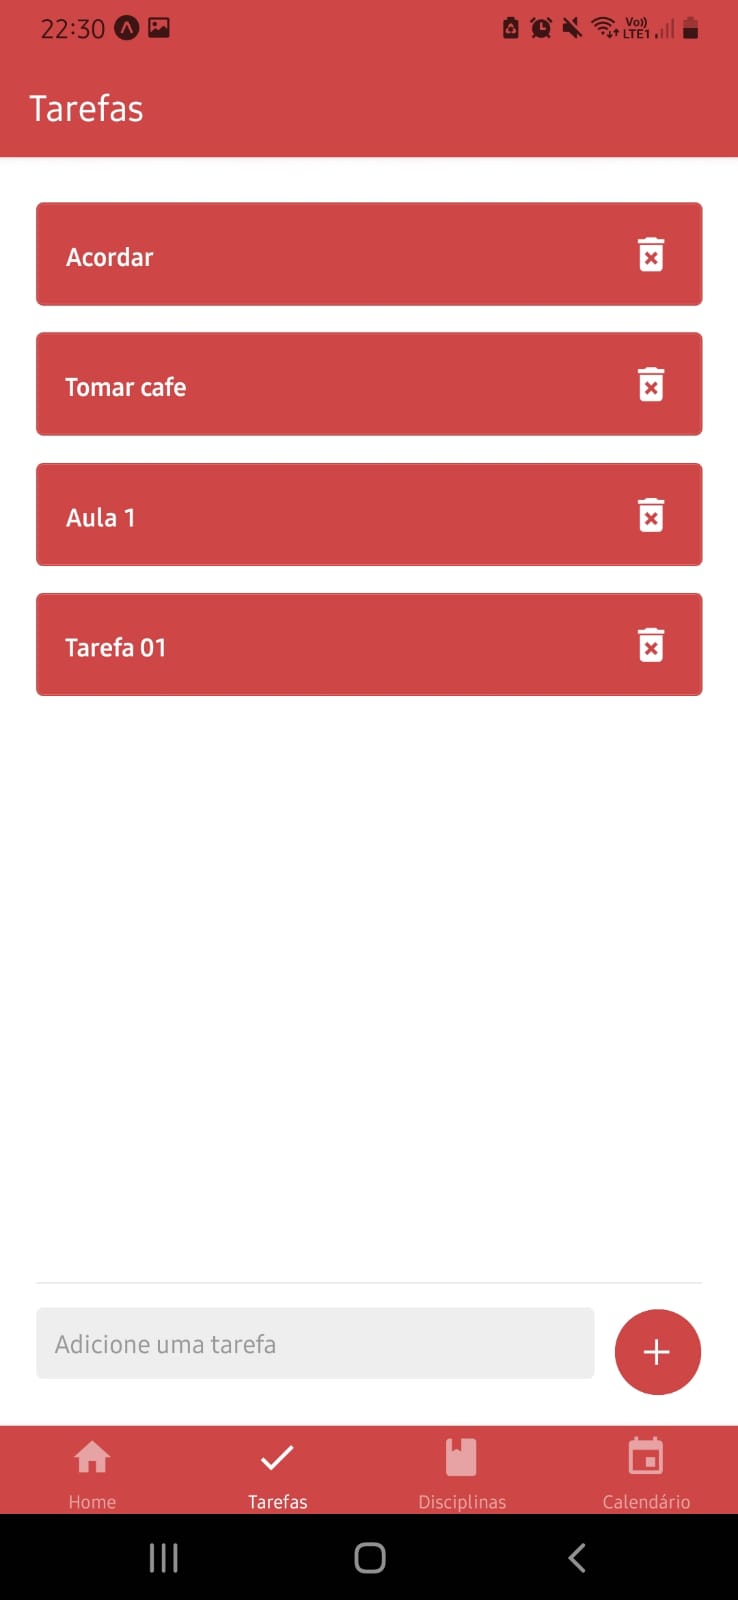 22:30
Vo)) LTE1
Tarefas
Acordar
Tomar cafe
Aula 1
Tarefa 01
Adicione uma tarefa
Home Tarefas Disciplinas Calendário